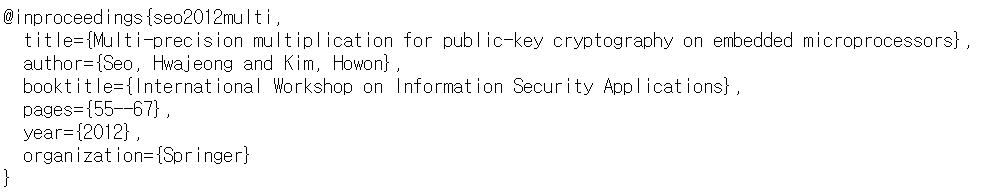 @inproceedings{seo2012multi,
  title={Multi-precision multiplication for public-key cryptography on embedded microprocessors},
  author={Seo, Hwajeong and Kim, Howon},
  booktitle={International Workshop on Information Security Applications},
  pages={55--67},
  year={2012},
  organization={Springer}
}